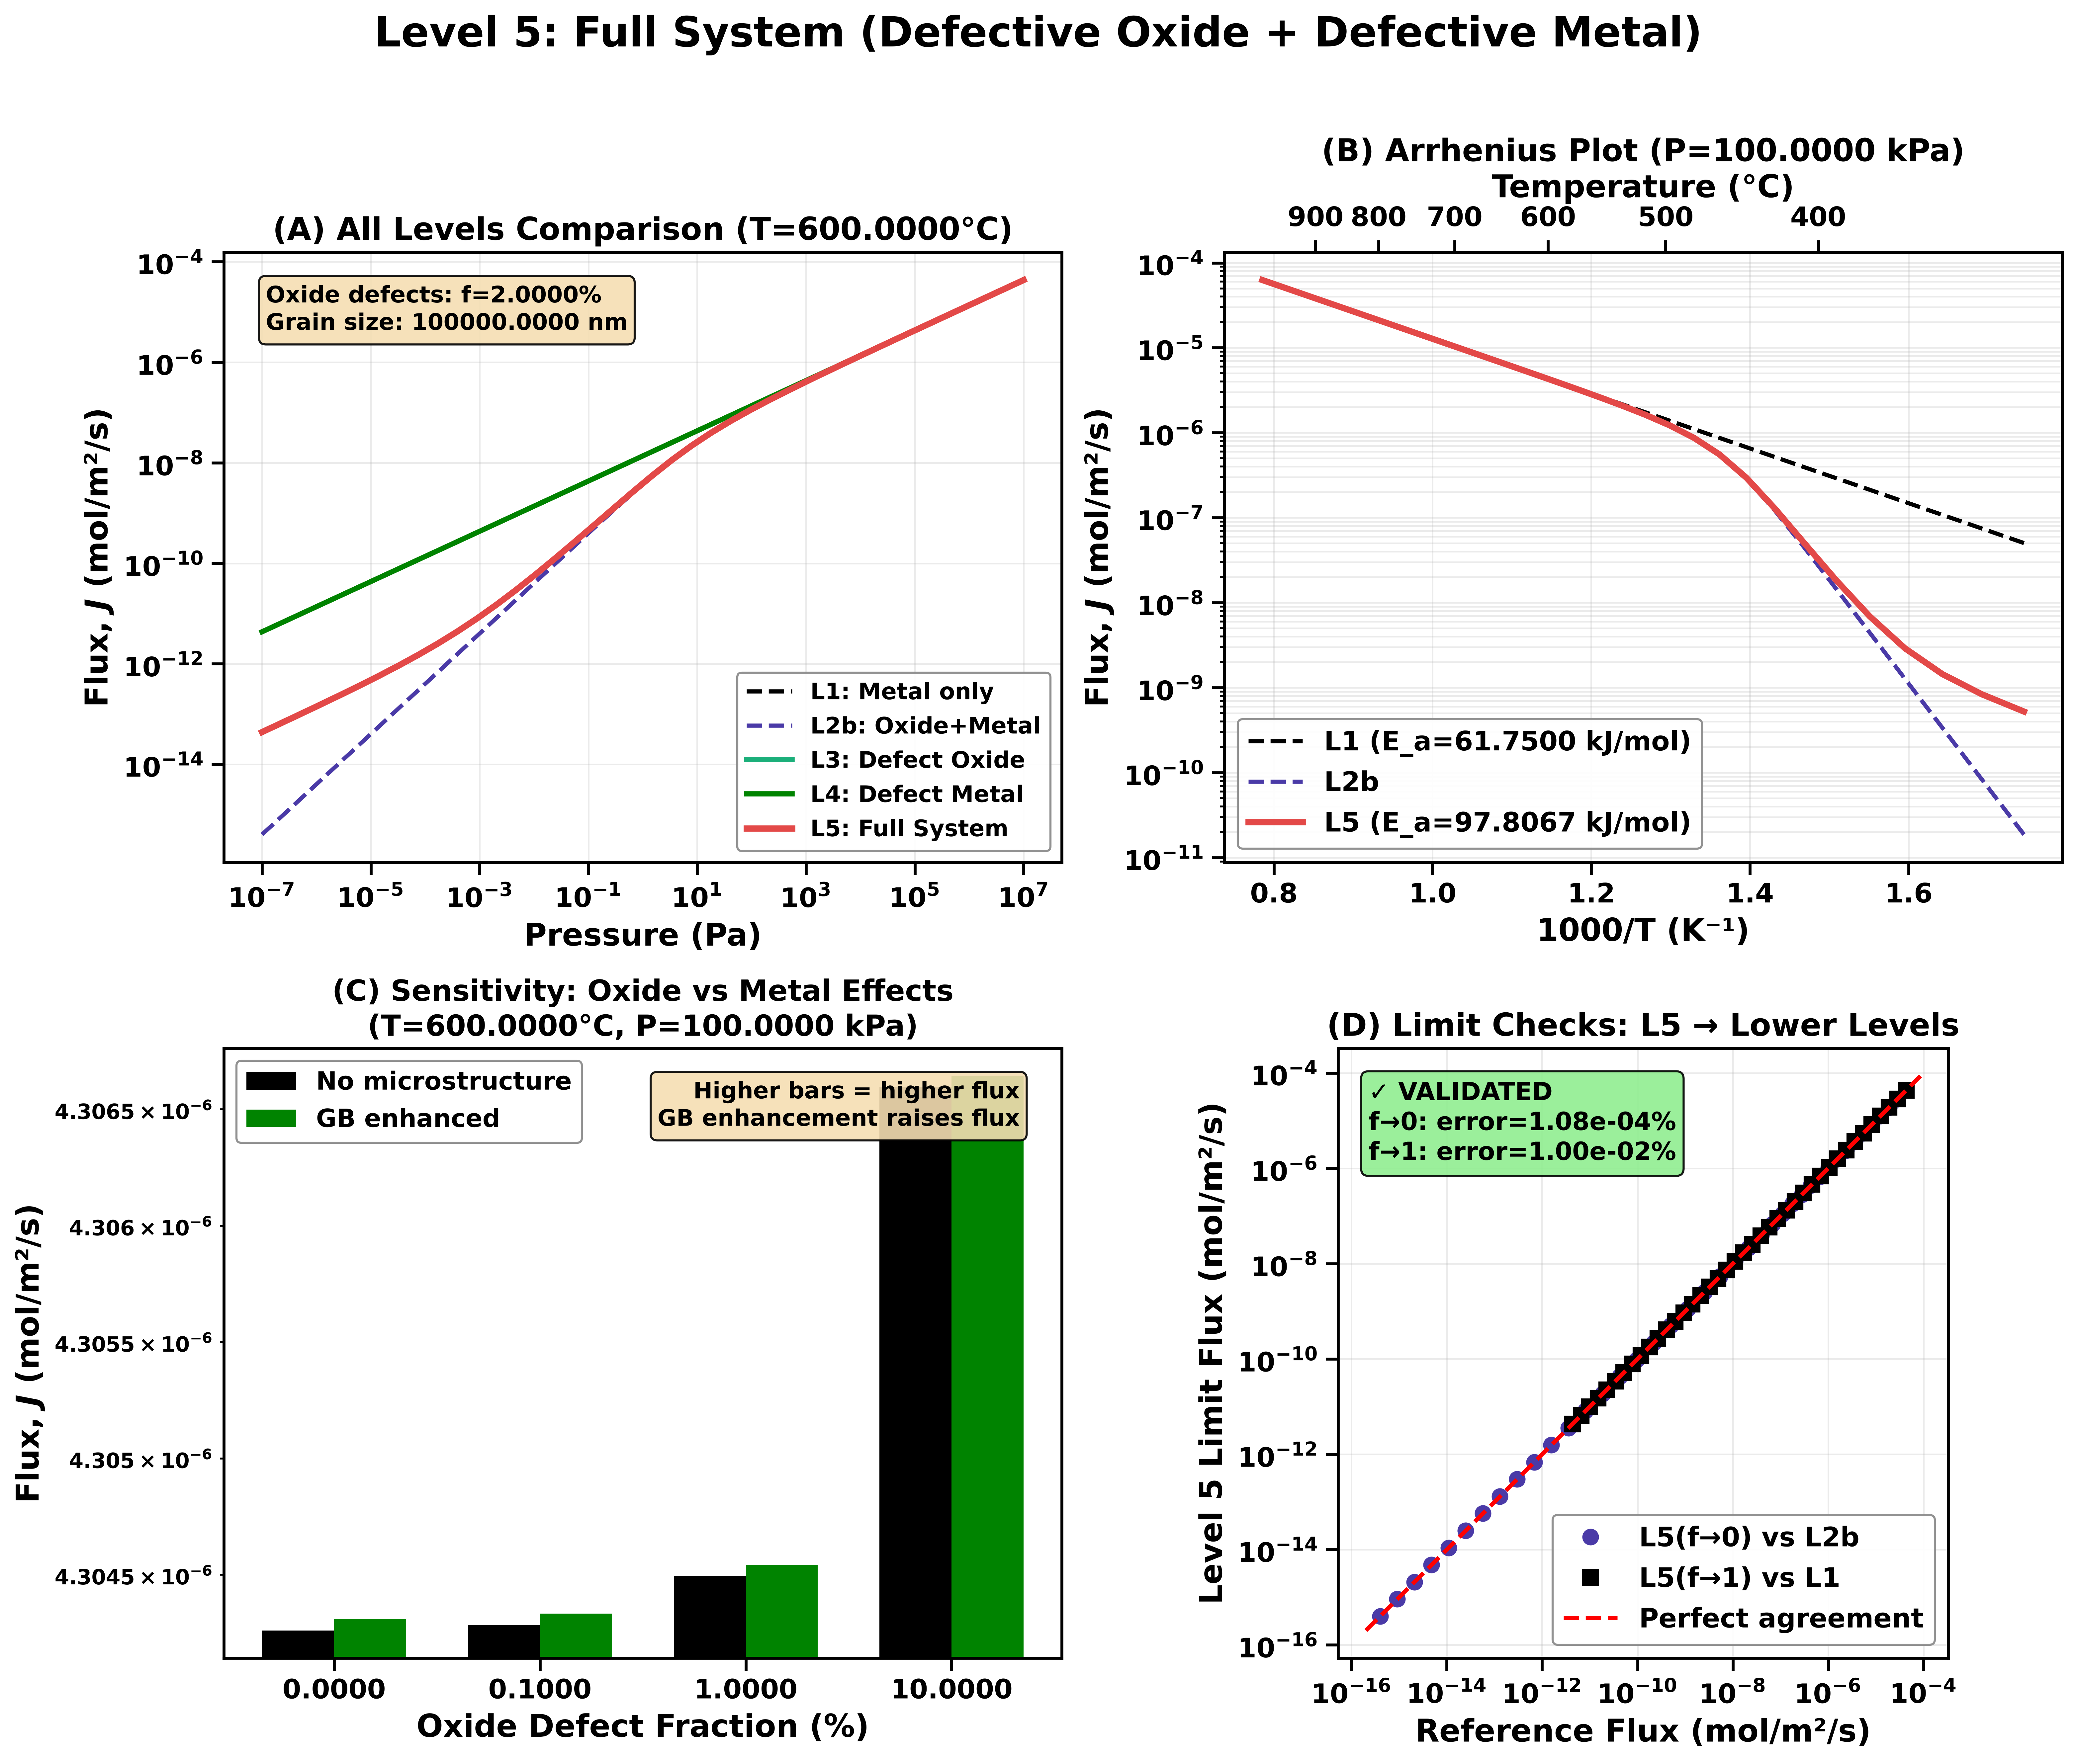 Level 5: Full System (Defective Oxide + Defective Metal)
(A) All Levels Comparison (T=600.0000°C)
Flux, J (mol/m²/s)
10⁻⁴
10⁻⁶
10⁻⁸
10⁻¹⁰
10⁻¹²
10⁻¹⁴
Oxide defects: f=2.0000%
Grain size: 100000.0000 nm
L1: Metal only
L2b: Oxide+Metal
L3: Defect Oxide
L4: Defect Metal
L5: Full System
10⁻⁷ 10⁻⁵ 10⁻³ 10⁻¹ 10¹ 10³ 10⁵ 10⁷
Pressure (Pa)
(B) Arrhenius Plot (P=100.0000 kPa)
Temperature (°C)
900 800 700 600 500 400
Flux, J (mol/m²/s)
10⁻⁴
10⁻⁵
10⁻⁶
10⁻⁷
10⁻⁸
10⁻⁹
10⁻¹⁰
10⁻¹¹
L1 (E_a=61.7500 kJ/mol)
L2b
L5 (E_a=97.8067 kJ/mol)
0.8 1.0 1.2 1.4 1.6
1000/T (K⁻¹)
(C) Sensitivity: Oxide vs Metal Effects
(T=600.0000°C, P=100.0000 kPa)
Flux, J (mol/m²/s)
4.3065 × 10⁻⁶
4.306 × 10⁻⁶
4.3055 × 10⁻⁶
4.305 × 10⁻⁶
4.3045 × 10⁻⁶
No microstructure
GB enhanced
Higher bars = higher flux
GB enhancement raises flux
0.0000 0.1000 1.0000 10.0000
Oxide Defect Fraction (%)
(D) Limit Checks: L5 → Lower Levels
Level 5 Limit Flux (mol/m²/s)
10⁻⁴
10⁻⁶
10⁻⁸
10⁻¹⁰
10⁻¹²
10⁻¹⁴
10⁻¹⁶
✓ VALIDATED
f→0: error=1.08e-04%
f→1: error=1.00e-02%
L5(f→0) vs L2b
L5(f→1) vs L1
Perfect agreement
10⁻¹⁶ 10⁻¹⁴ 10⁻¹² 10⁻¹⁰ 10⁻⁸ 10⁻⁶ 10⁻⁴
Reference Flux (mol/m²/s)